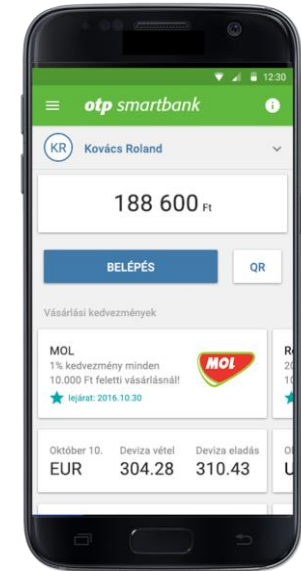 12:30
otp smartbank
KR Kovács Roland
188 600 Ft
BELÉPÉS QR
Vásárlási kedvezmények
MOL
1% kedvezmény minden
10.000 Ft feletti vásárlásnál!
lejárat: 2016.10.30
MOL
Október 10. Deviza vétel Deviza eladás
EUR 304.28 310.43